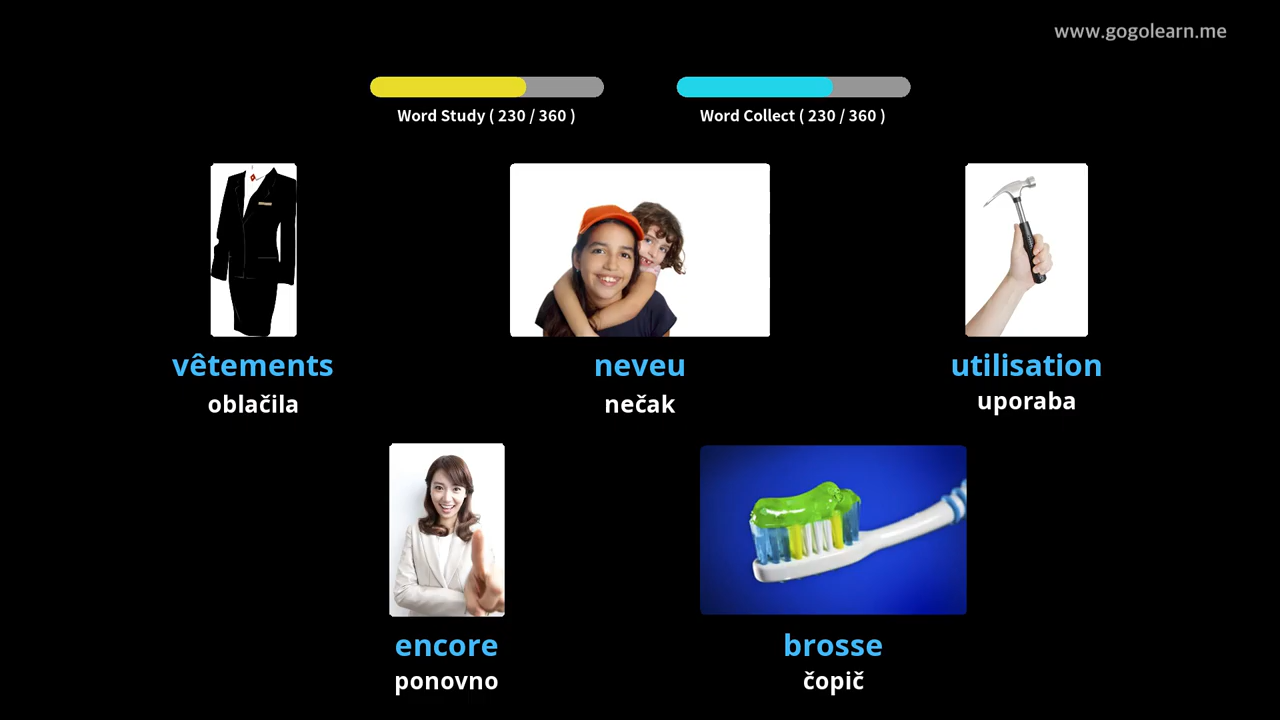 www.gogolearn.me
Word Study ( 230 / 360 )
Word Collect ( 230 / 360 )
vêtements
oblačila
neveu
nečak
utilisation
uporaba
encore
ponovno
brosse
čopič